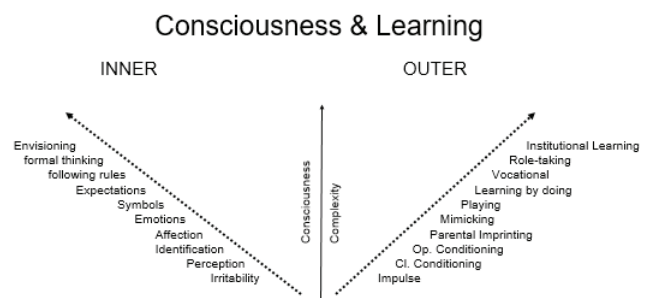 Consciousness & Learning
INNER
OUTER
Envisioning
formal thinking
following rules
Expectations
Symbols
Emotions
Affection
Identification
Perception
Irritability
Consciousness
Complexity
Institutional Learning
Role-taking
Vocational
Learning by doing
Playing
Mimicking
Parental Imprinting
Op. Conditioning
Cl. Conditioning
Impulse